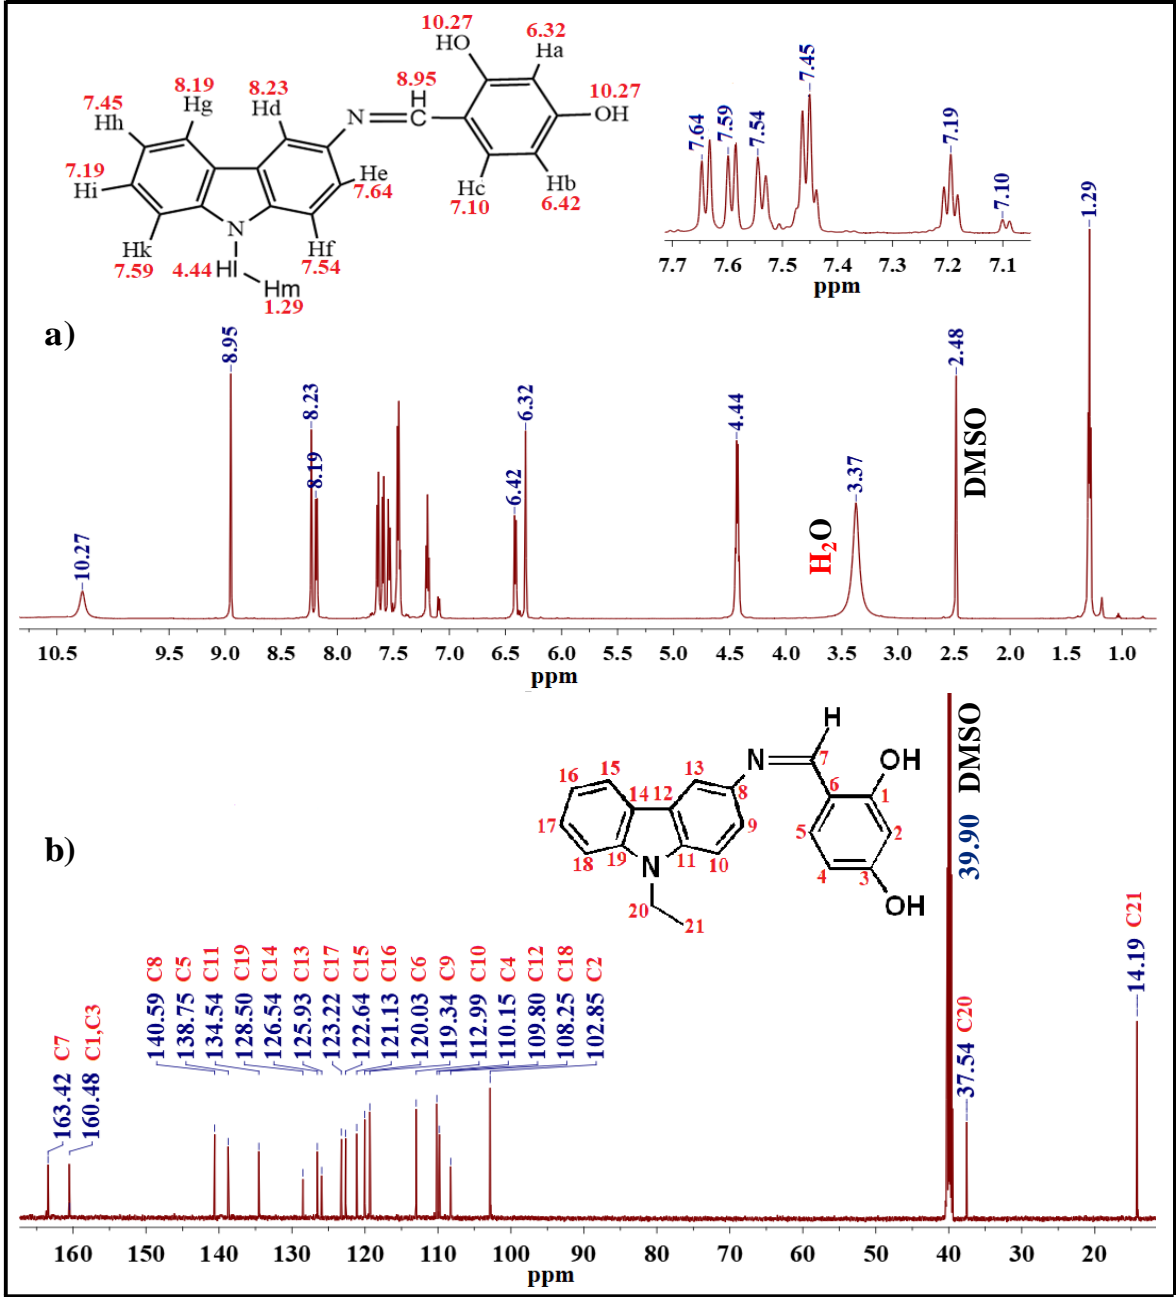 10.27
HO
6.32
Ha
8.19
Hg
8.23
Hd
8.95
H
10.27
OH
7.45
Hh
N
C
7.19
Hi
He
7.64
Hc
7.10
Hb
6.42
N
Hk
7.59
4.44
Hl
Hf
7.54
Hm
1.29
7.64
7.59
7.54
7.45
7.19
7.10
7.7 7.6 7.5 7.4 7.3 7.2 7.1
ppm
a)
10.27
8.95
8.23
8.19
6.42
6.32
4.44
3.37
H2O
2.48
DMSO
1.29
10.5 9.5 9.0 8.5 8.0 7.5 7.0 6.5 6.0 5.5 5.0 4.5 4.0 3.5 3.0 2.5 2.0 1.5 1.0
ppm
b)
H
N
7
OH
16 15 13 8 6 1
14 12
17 9 5 2
18 19 11 10 4 3
N
OH
20
21
163.42 C7
160.48 C1,C3
140.59 C8
138.75 C5
134.54 C11
128.50 C19
126.54 C14
125.93 C13
123.22 C17
122.64 C15
121.13 C16
120.03 C6
119.34 C9
112.99 C10
110.15 C4
109.80 C12
108.25 C18
102.85 C2
39.90 DMSO
37.54 C20
14.19 C21
160 150 140 130 120 110 100 90 80 70 60 50 40 30 20
ppm